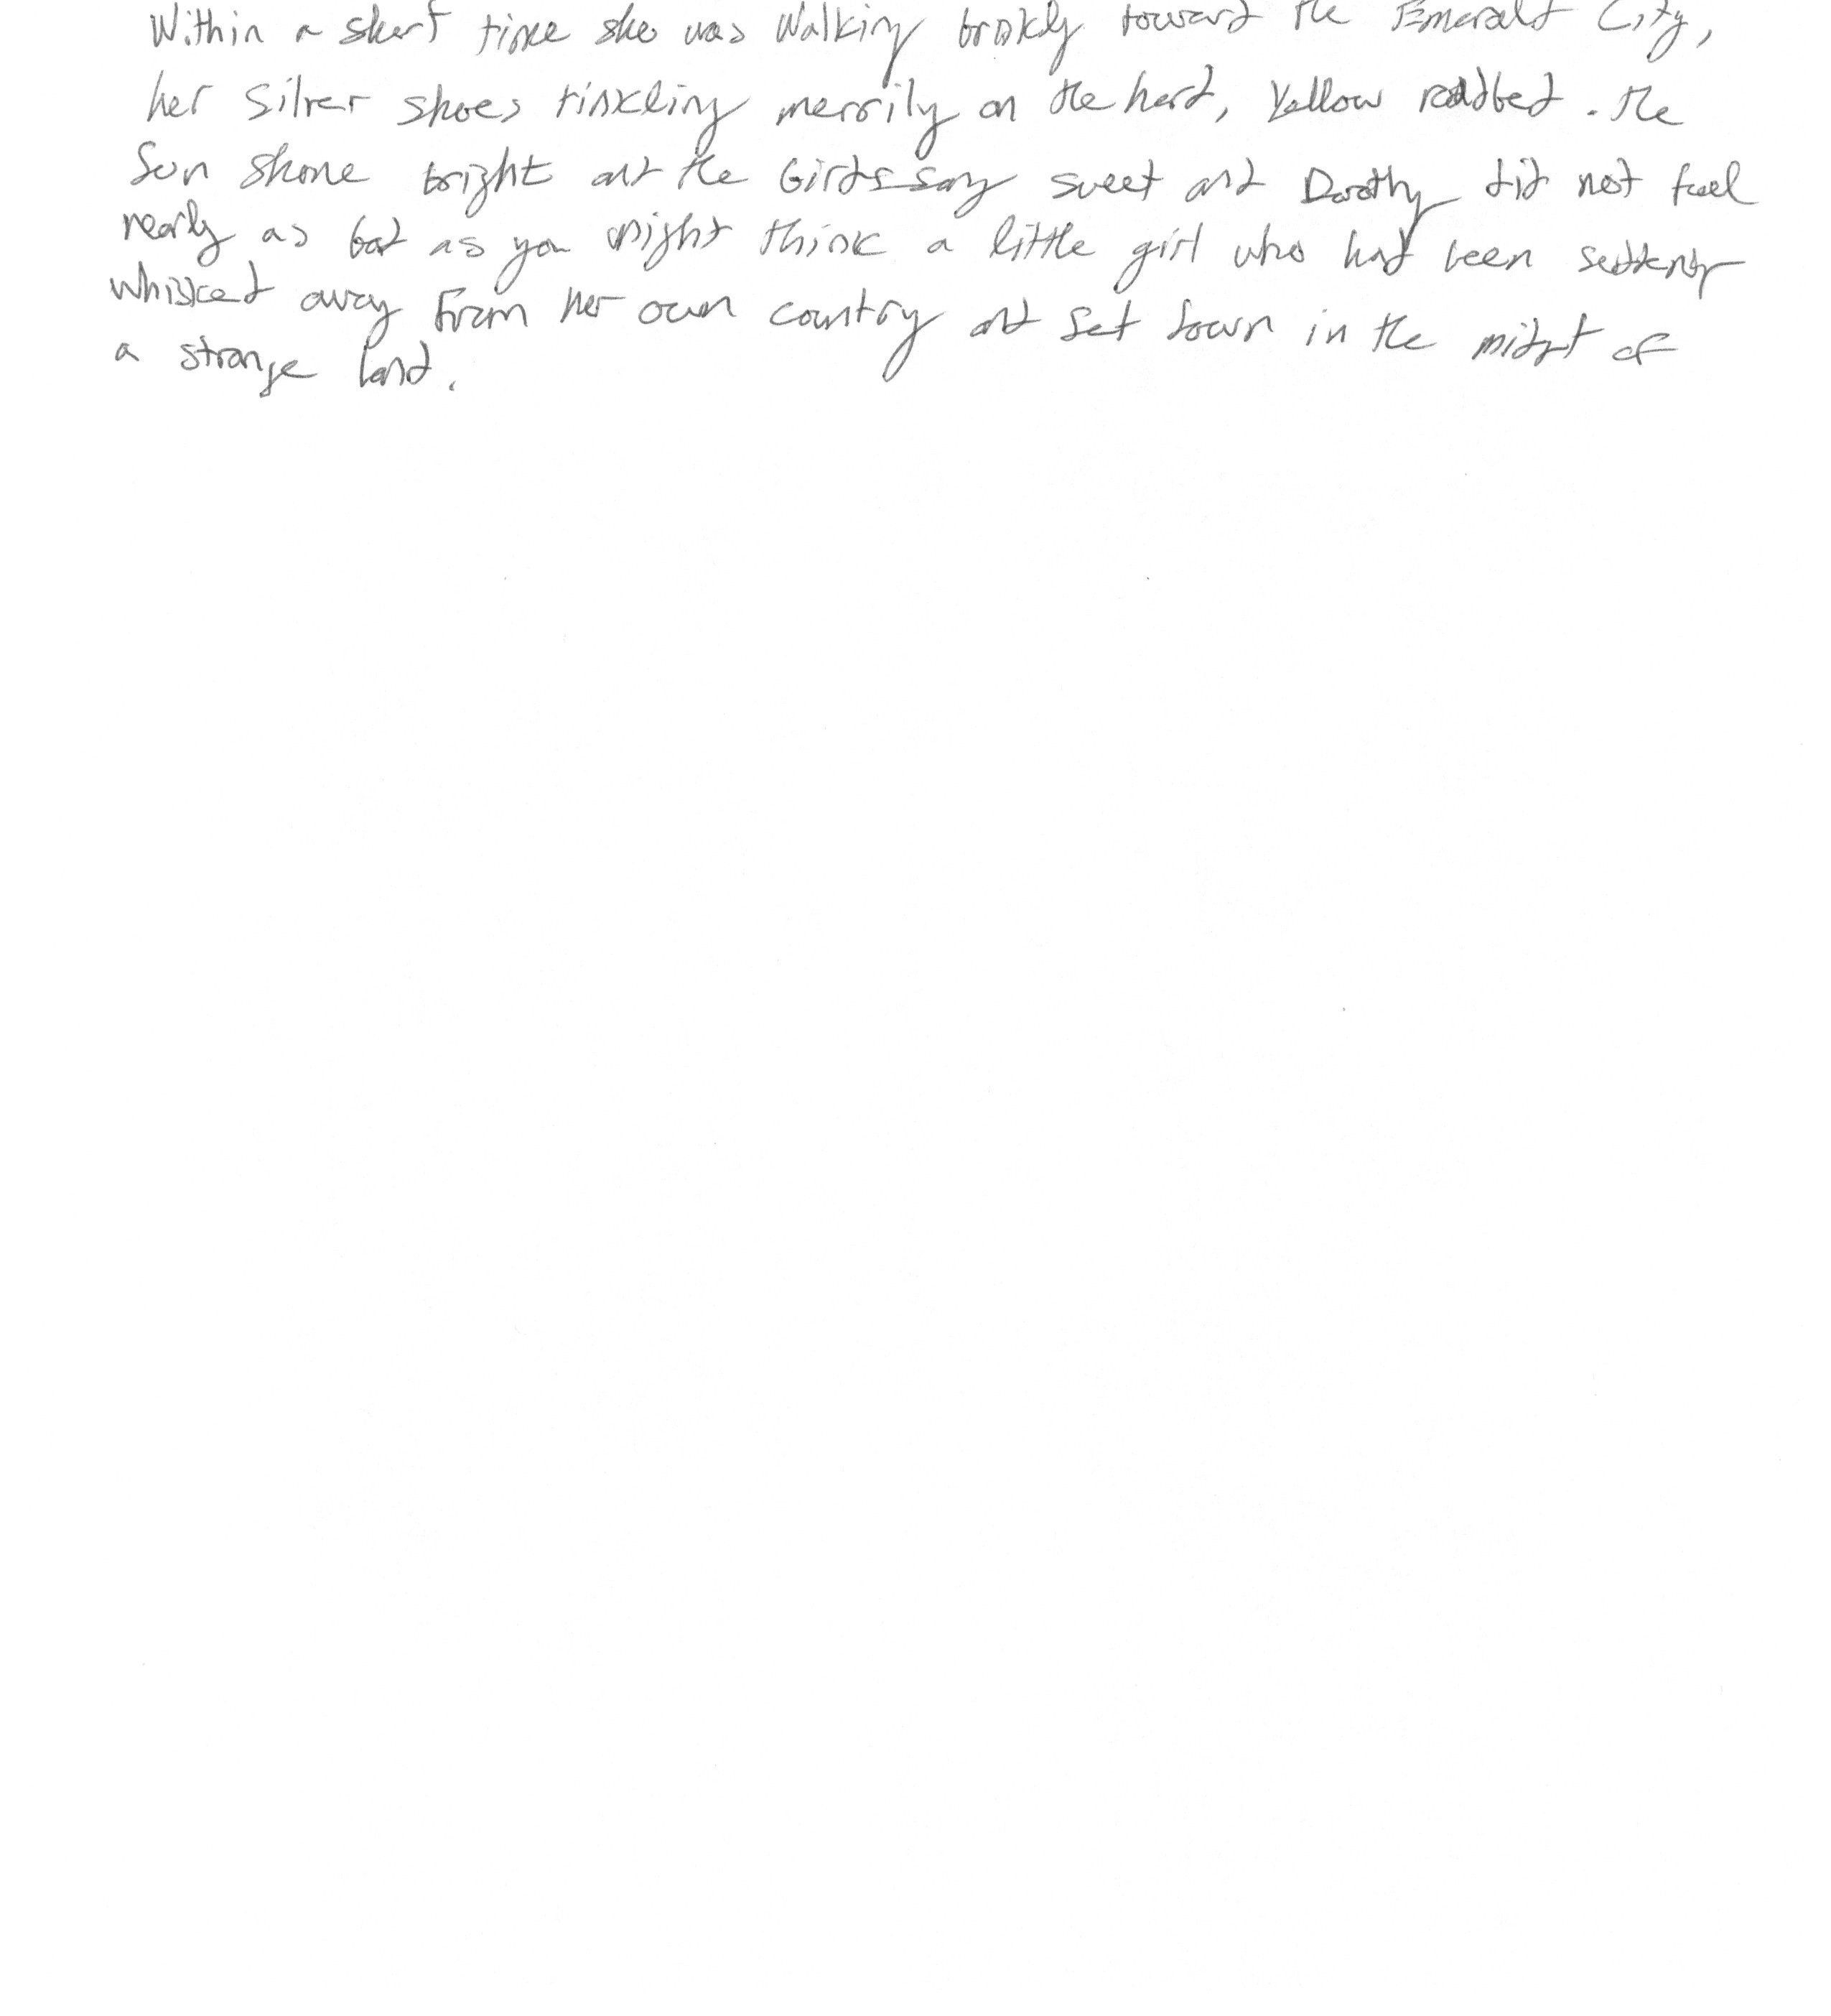 Within a short time she was walking briskly toward the Emerald City,
her silver shoes tinkling merrily on the hard, yellow roadbed. The
sun shone bright and the birds sang sweet and Dorothy did not feel
nearly as bad as you might think a little girl who had been suddenly
whisked away from her own country and set down in the midst of
a strange land.